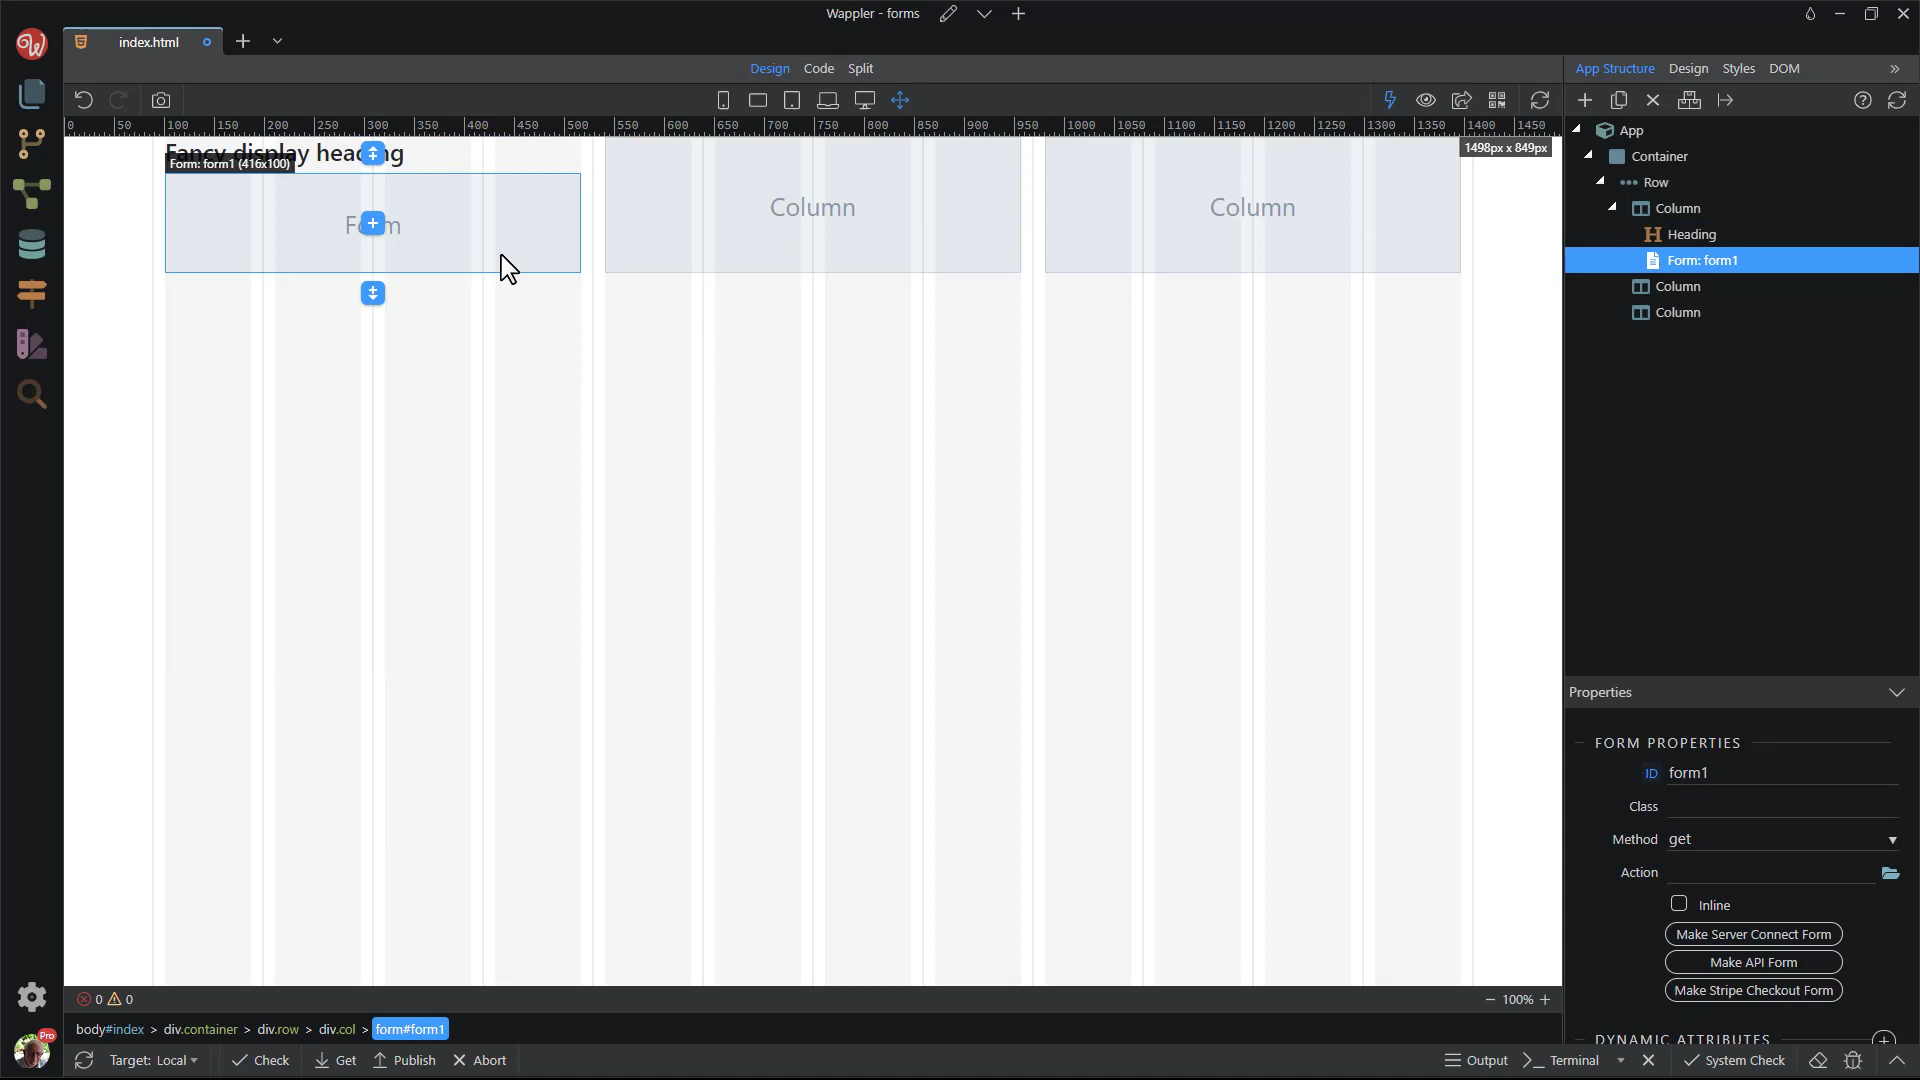 Wappler - forms
index.html
Design Code Split
App Structure Design Styles DOM
0 50 100 150 200 250 300 350 400 450 500 550 600 650 700 750 800 850 900 950 1000 1050 1100 1150 1200 1250 1300 1350 1400 1450
1498px x 849px
Fancy display heading
Form: form1 (416x100)
Form
Column
Column
App
Container
Row
Column
Heading
Form: form1
Column
Column
Properties
FORM PROPERTIES
ID form1
Class
Method get
Action
Inline
Make Server Connect Form
Make API Form
Make Stripe Checkout Form
DYNAMIC ATTRIBUTES
0 0
100%
body#index > div.container > div.row > div.col > form#form1
Pro
Target: Local Check Get Publish Abort
Output Terminal System Check